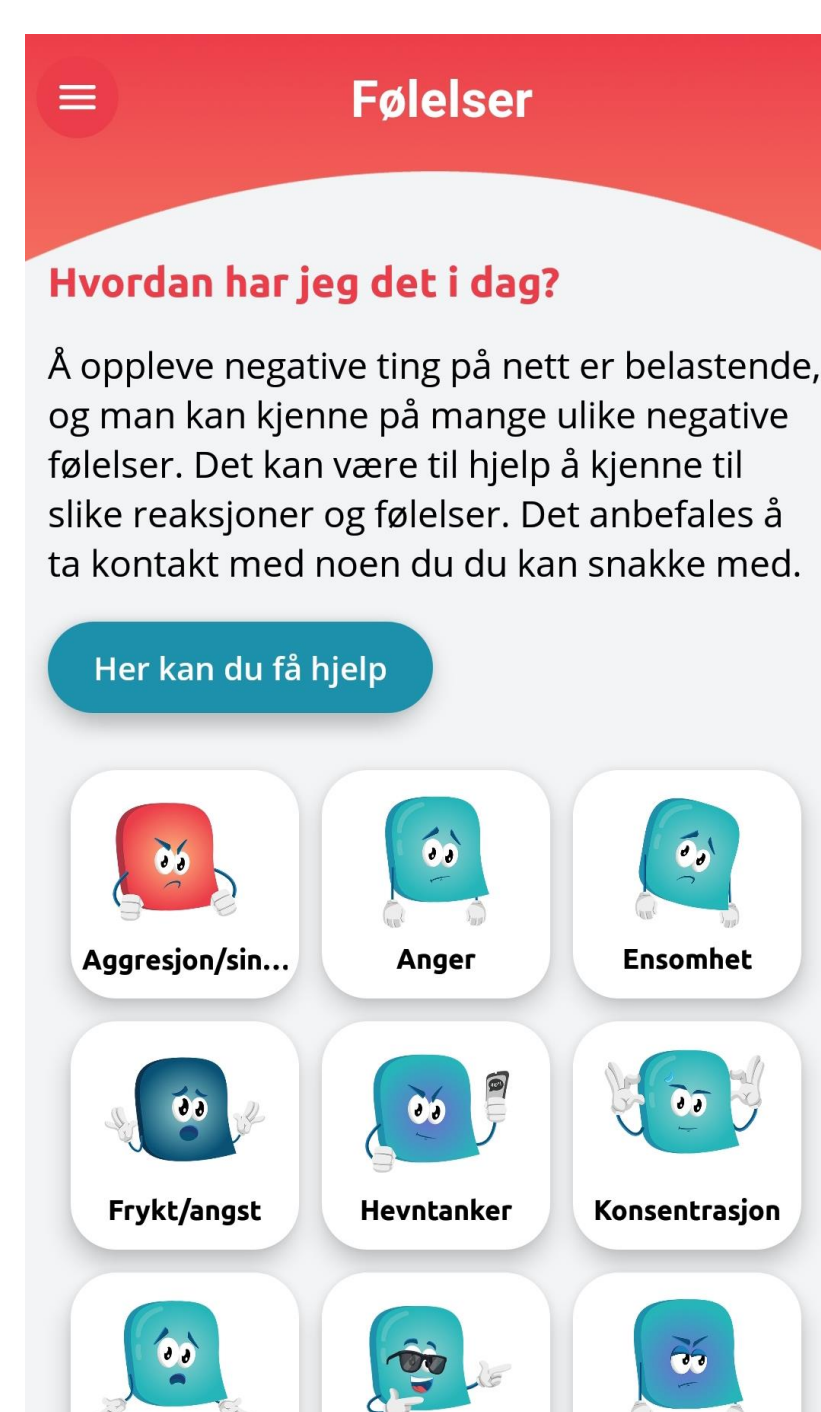 Følelser
Hvordan har jeg det i dag?
Å oppleve negative ting på nett er belastende,
og man kan kjenne på mange ulike negative
følelser. Det kan være til hjelp å kjenne til
slike reaksjoner og følelser. Det anbefales å
ta kontakt med noen du du kan snakke med.
Her kan du få hjelp
Aggresjon/sin...
Anger
Ensomhet
Frykt/angst
Hevntanker
Konsentrasjon